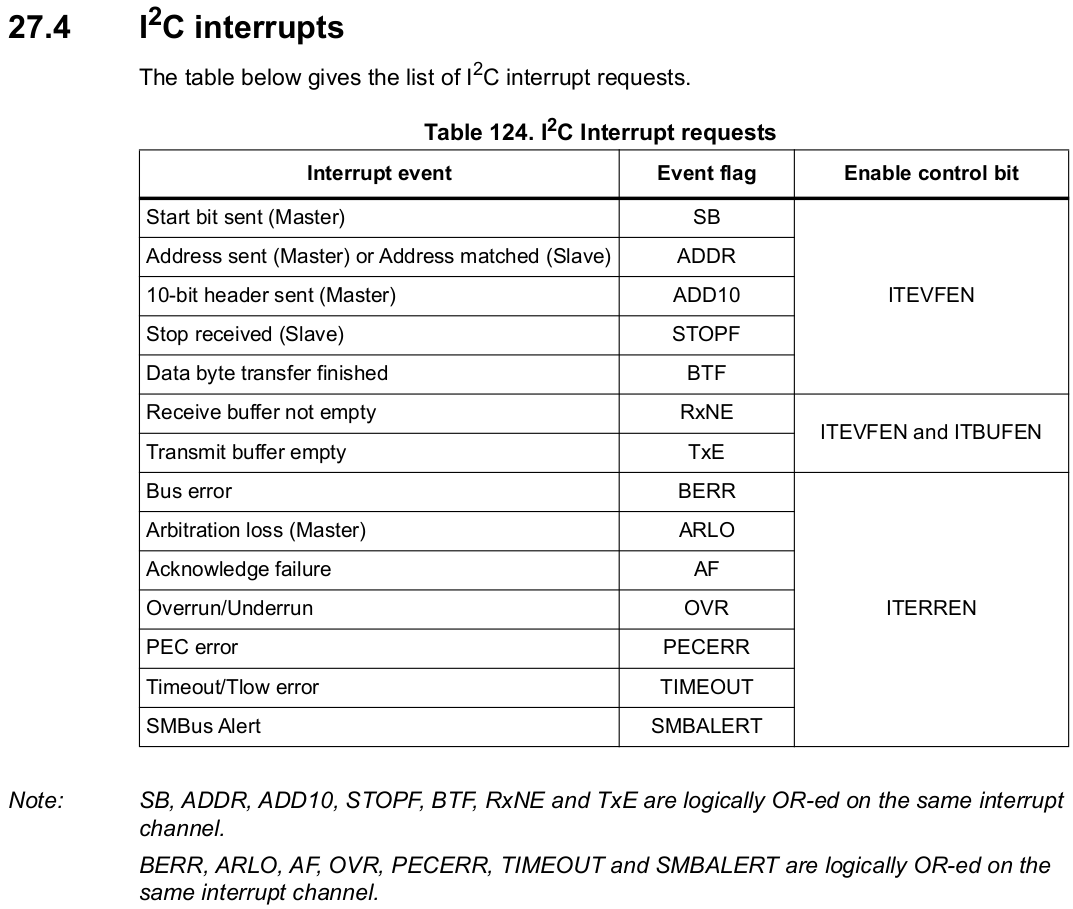 27.4 I²C interrupts
The table below gives the list of I²C interrupt requests.
Table 124. I²C Interrupt requests
Interrupt event Event flag Enable control bit
Start bit sent (Master) SB
Address sent (Master) or Address matched (Slave) ADDR
10-bit header sent (Master) ADD10 ITEVFEN
Stop received (Slave) STOPF
Data byte transfer finished BTF
Receive buffer not empty RxNE
ITEVFEN and ITBUFEN
Transmit buffer empty TxE
Bus error BERR
Arbitration loss (Master) ARLO
Acknowledge failure AF
Overrun/Underrun OVR ITERREN
PEC error PECERR
Timeout/Tlow error TIMEOUT
SMBus Alert SMBALERT
Note: SB, ADDR, ADD10, STOPF, BTF, RxNE and TxE are logically OR-ed on the same interrupt
channel.
BERR, ARLO, AF, OVR, PECERR, TIMEOUT and SMBALERT are logically OR-ed on the
same interrupt channel.